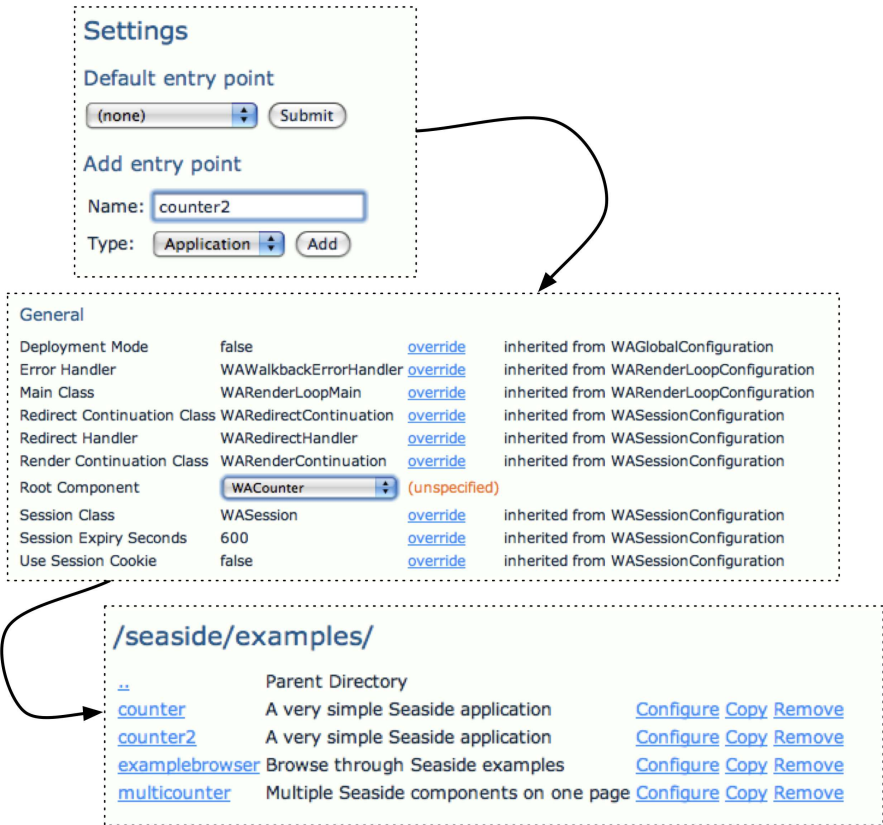 Settings
Default entry point
(none) Submit
Add entry point
Name: counter2
Type: Application Add
General
Deployment Mode false override inherited from WAGlobalConfiguration
Error Handler WAWalkbackErrorHandler override inherited from WARenderLoopConfiguration
Main Class WARenderLoopMain override inherited from WARenderLoopConfiguration
Redirect Continuation Class WARedirectContinuation override inherited from WASessionConfiguration
Redirect Handler WARedirectHandler override inherited from WASessionConfiguration
Render Continuation Class WARenderContinuation override inherited from WASessionConfiguration
Root Component WACounter (unspecified)
Session Class WASession override inherited from WASessionConfiguration
Session Expiry Seconds 600 override inherited from WASessionConfiguration
Use Session Cookie false override inherited from WASessionConfiguration
/seaside/examples/
.. Parent Directory
counter A very simple Seaside application Configure Copy Remove
counter2 A very simple Seaside application Configure Copy Remove
examplebrowser Browse through Seaside examples Configure Copy Remove
multicounter Multiple Seaside components on one page Configure Copy Remove